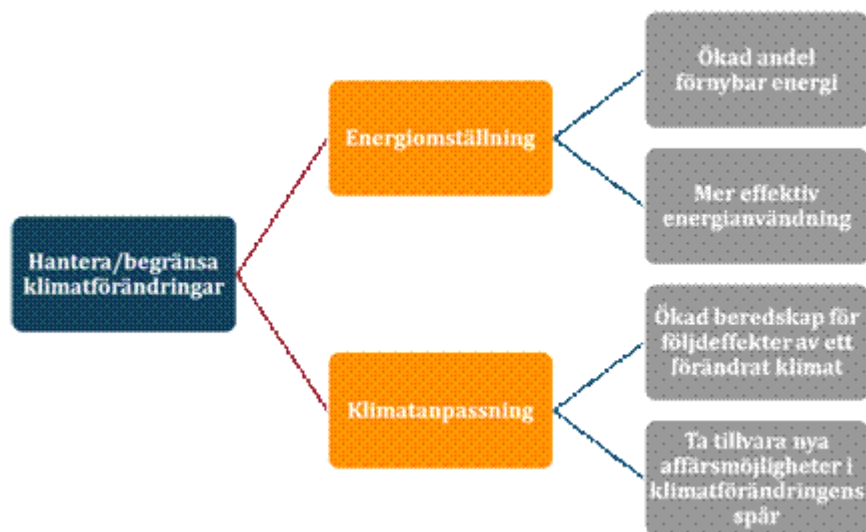 Hantera/begränsa
klimatförändringar
Energiomställning
Ökad andel
förnybar energi
Mer effektiv
energianvändning
Klimatanpassning
Ökad beredskap för
följdeffekter av ett
förändrat klimat
Ta tillvara nya
affärsmöjligheter i
klimatförändringens
spår